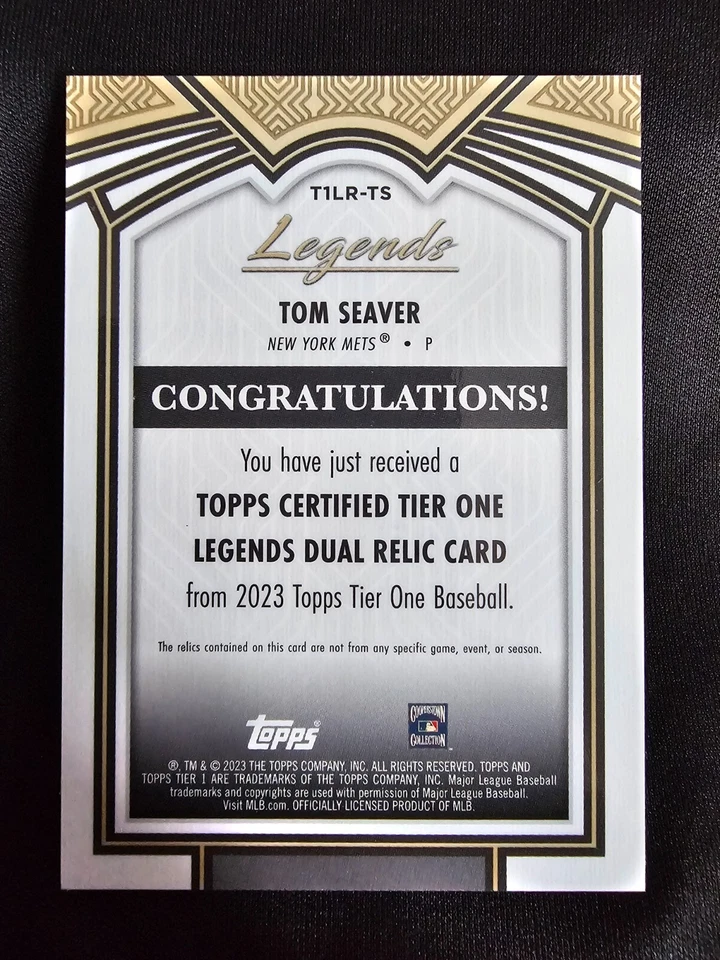 T1LR-TS
Legends
TOM SEAVER
NEW YORK METS® • P
CONGRATULATIONS!
You have just received a
TOPPS CERTIFIED TIER ONE
LEGENDS DUAL RELIC CARD
from 2023 Topps Tier One Baseball.
The relics contained on this card are not from any specific game, event, or season.
topps®
COOPERSTOWN
COLLECTION™
®, TM & © 2023 THE TOPPS COMPANY, INC. ALL RIGHTS RESERVED. TOPPS AND
TOPPS TIER 1 ARE TRADEMARKS OF THE TOPPS COMPANY, INC. Major League Baseball
trademarks and copyrights are used with permission of Major League Baseball.
Visit MLB.com. OFFICIALLY LICENSED PRODUCT OF MLB.